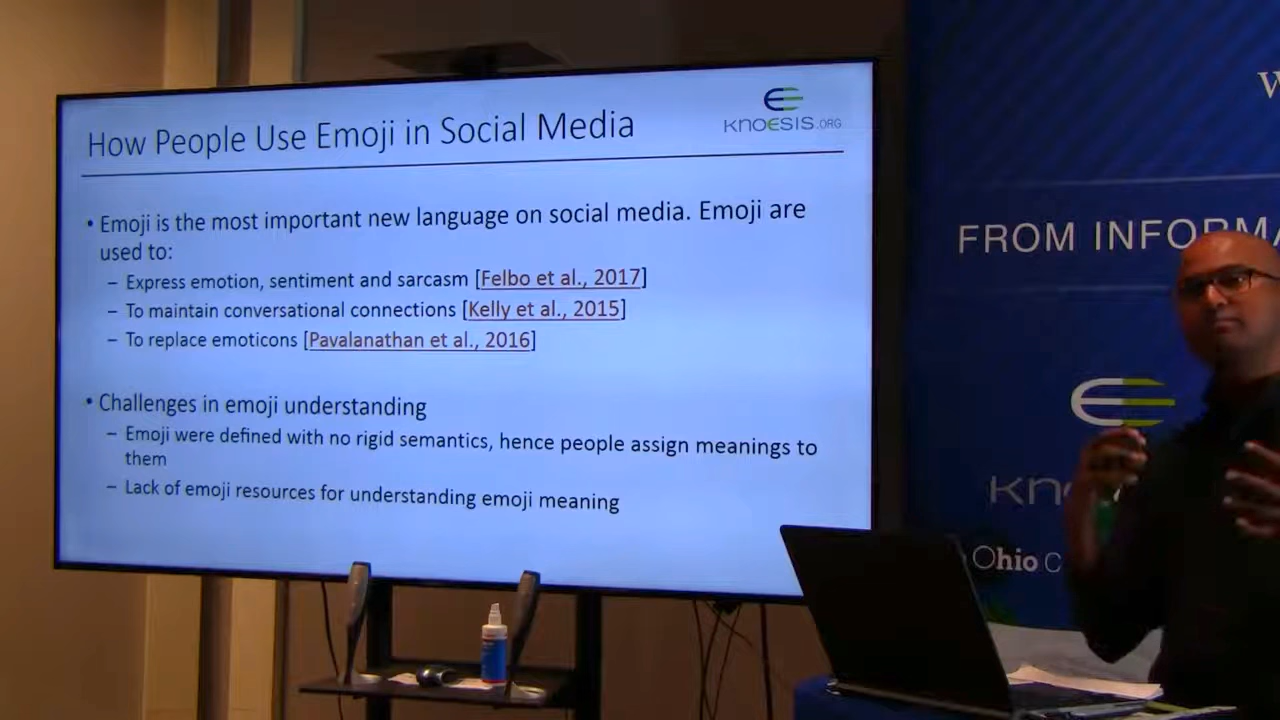 How People Use Emoji in Social Media
KNOESIS.ORG
• Emoji is the most important new language on social media. Emoji are
used to:
– Express emotion, sentiment and sarcasm [Felbo et al., 2017]
– To maintain conversational connections [Kelly et al., 2015]
– To replace emoticons [Pavalanathan et al., 2016]
• Challenges in emoji understanding
– Emoji were defined with no rigid semantics, hence people assign meanings to
them
– Lack of emoji resources for understanding emoji meaning
W
FROM INFORMA
Kn
Ohio C